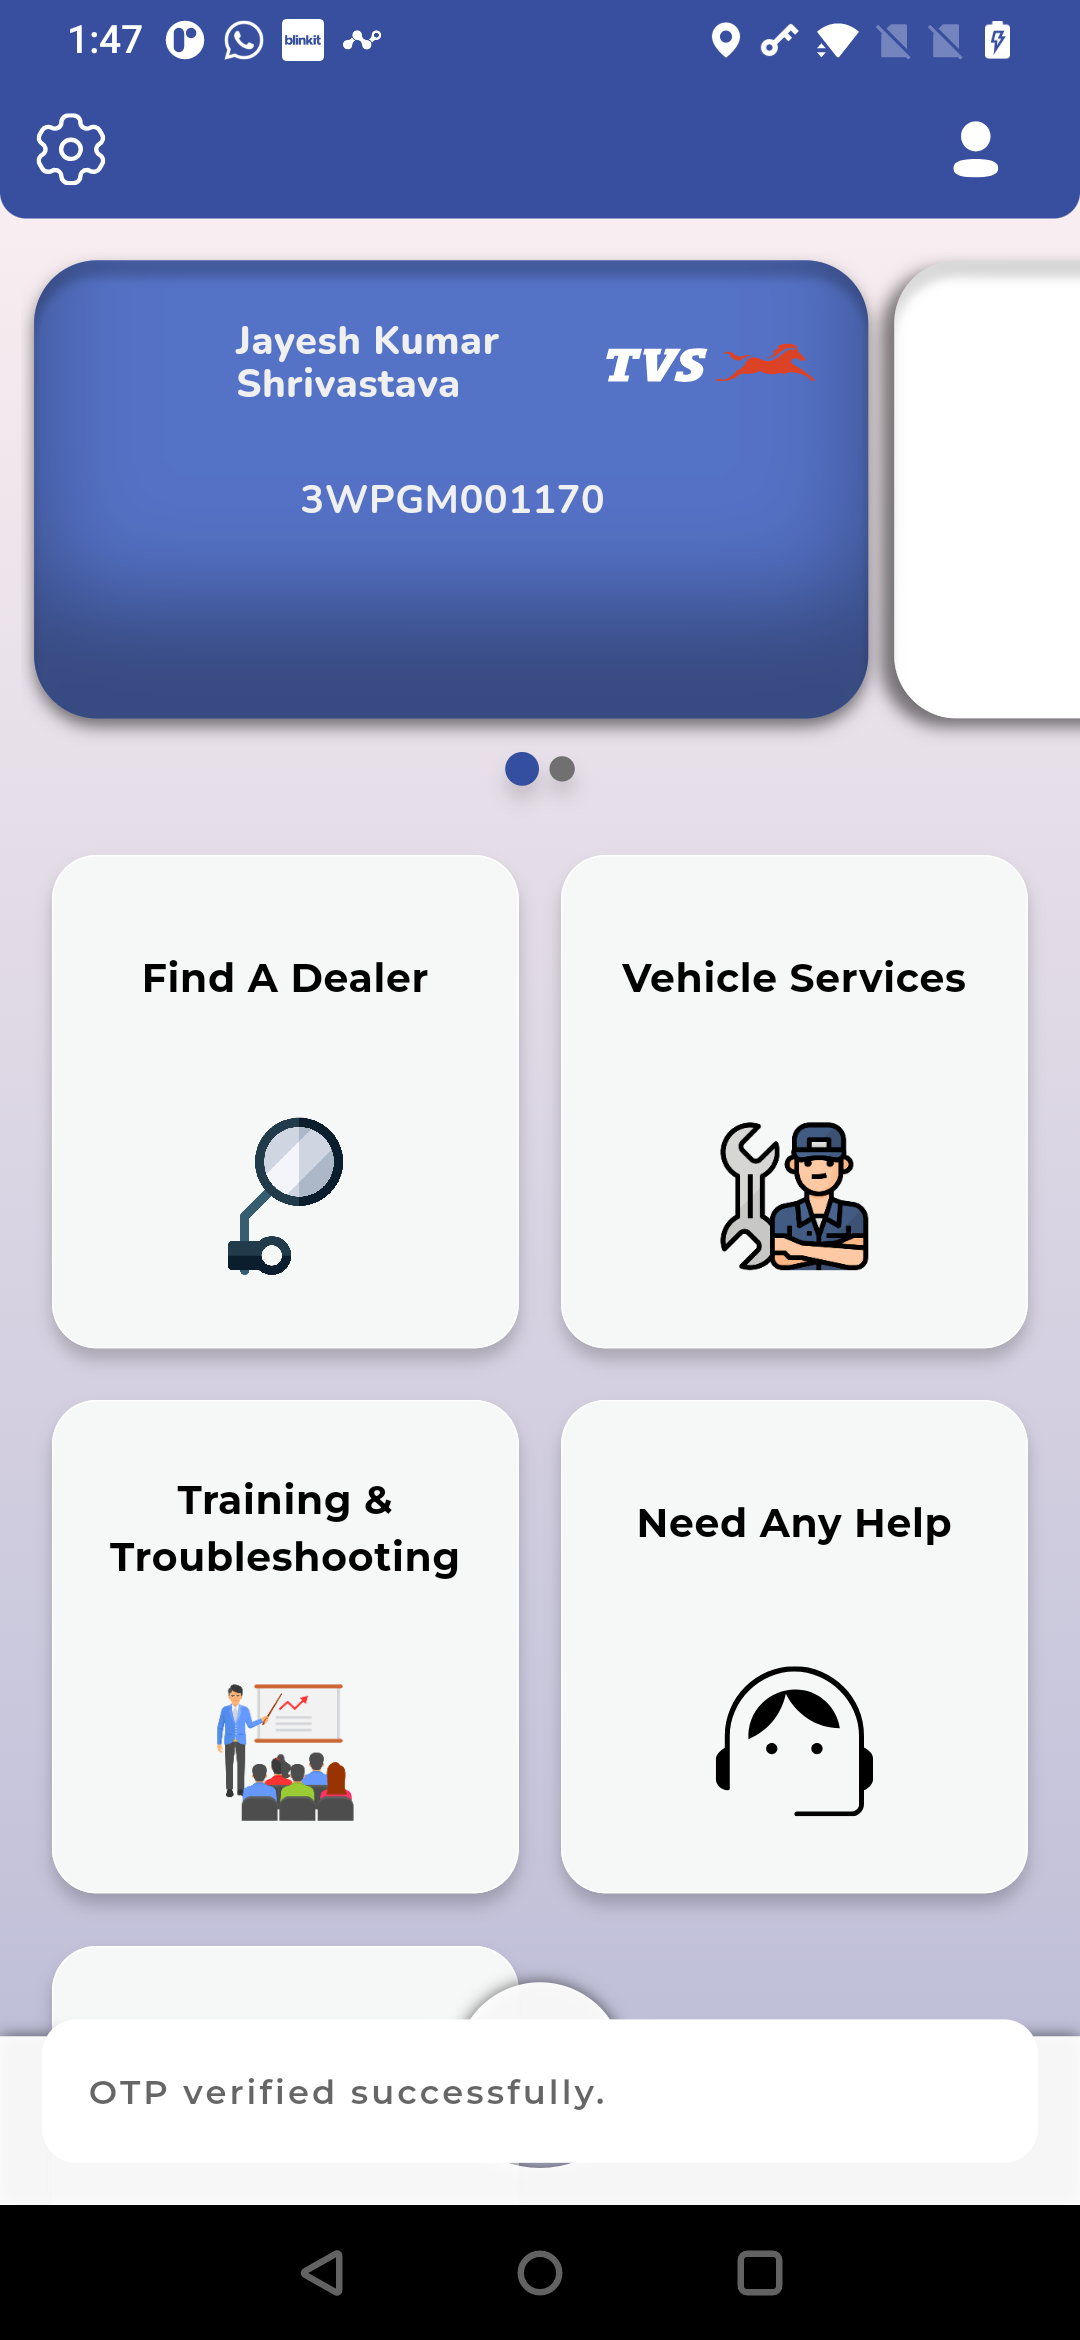 1:47
blinkit
Jayesh Kumar
Shrivastava
TVS
3WPGM001170
Find A Dealer
Vehicle Services
Training &
Troubleshooting
Need Any Help
OTP verified successfully.